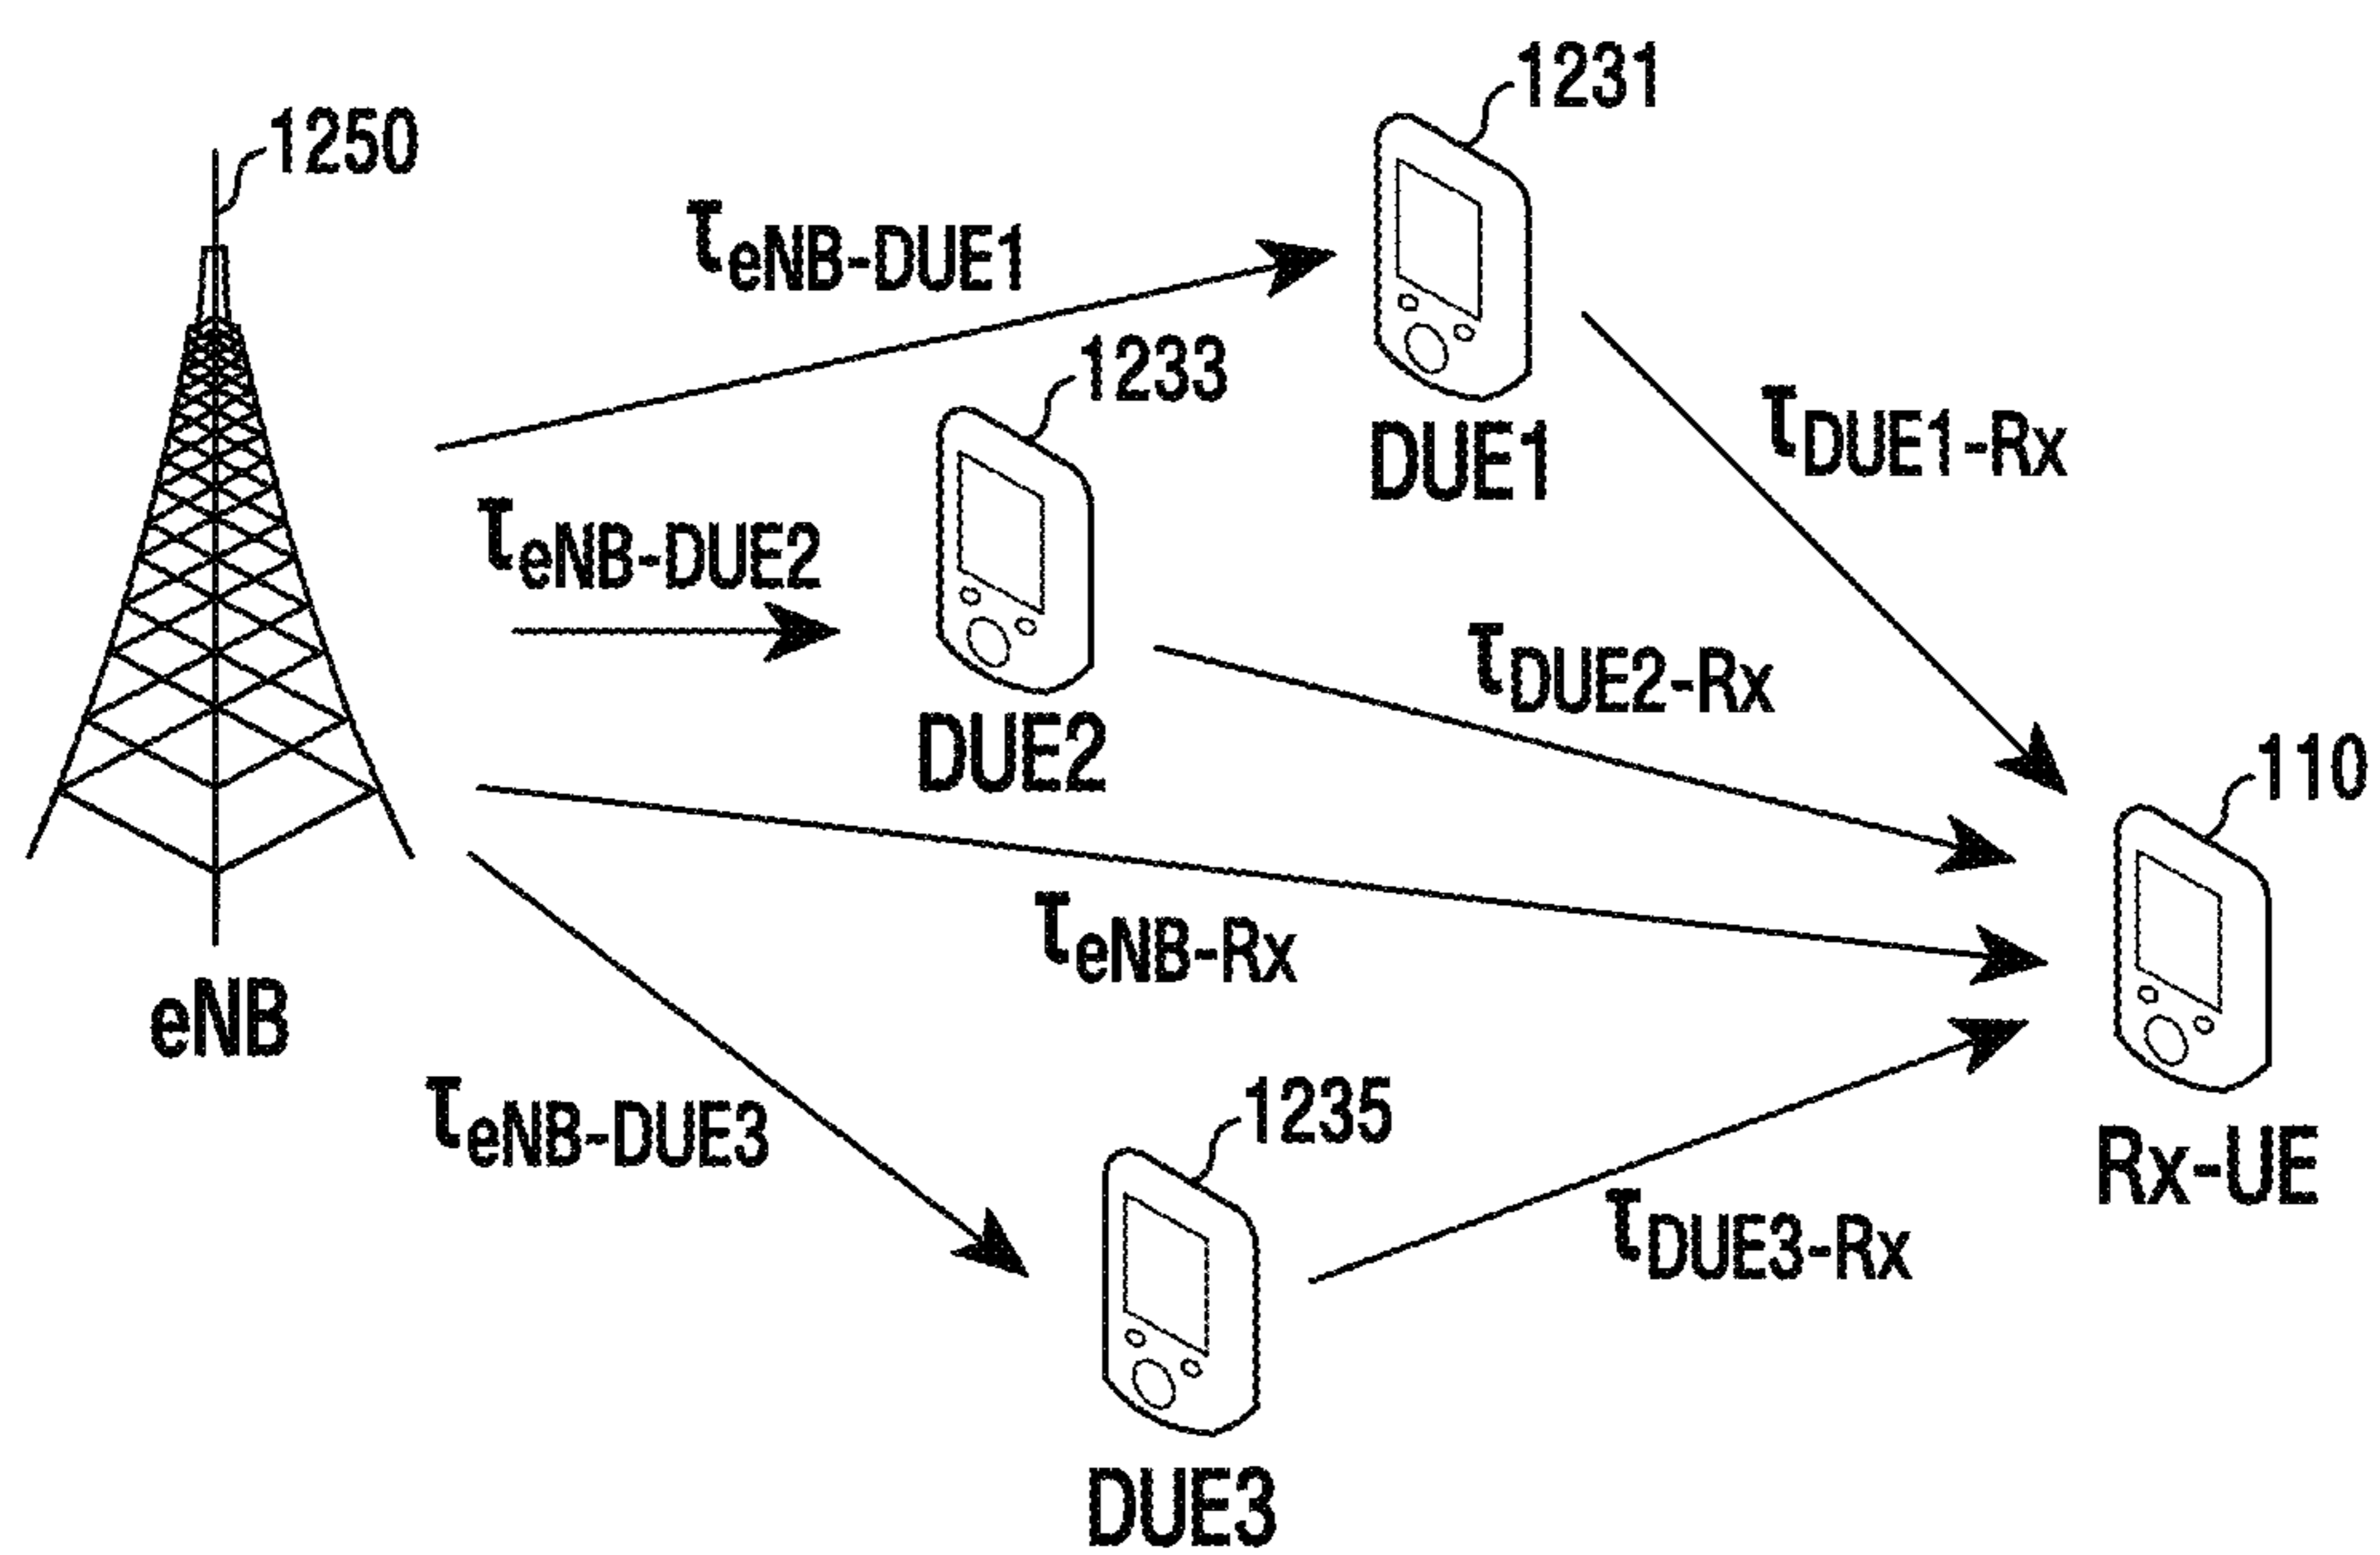 1231
1250
τeNB-DUE1
1233
DUE1
τDUE1-Rx
τeNB-DUE2
τDUE2-Rx
DUE2
110
τeNB-Rx
eNB
τeNB-DUE3
1235
Rx-UE
τDUE3-Rx
DUE3